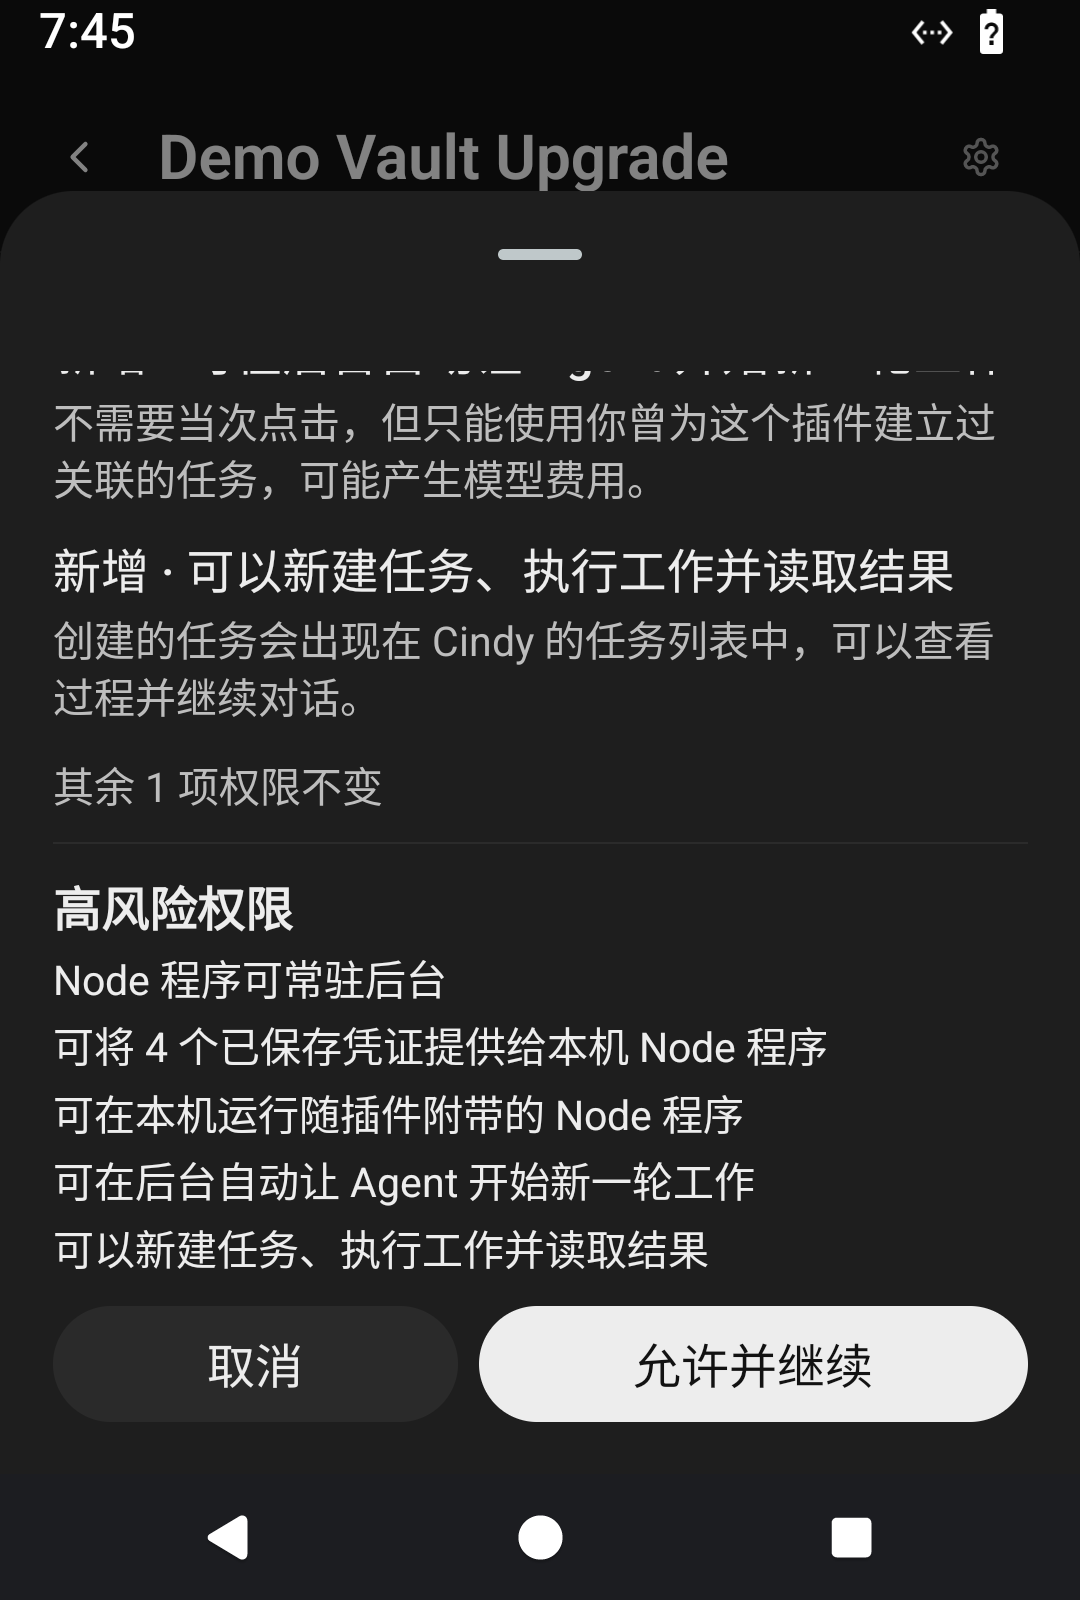 7:45
Demo Vault Upgrade
不需要当次点击，但只能使用你曾为这个插件建立过
关联的任务，可能产生模型费用。
新增 · 可以新建任务、执行工作并读取结果
创建的任务会出现在 Cindy 的任务列表中，可以查看
过程并继续对话。
其余 1 项权限不变
高风险权限
Node 程序可常驻后台
可将 4 个已保存凭证提供给本机 Node 程序
可在本机运行随插件附带的 Node 程序
可在后台自动让 Agent 开始新一轮工作
可以新建任务、执行工作并读取结果
取消
允许并继续